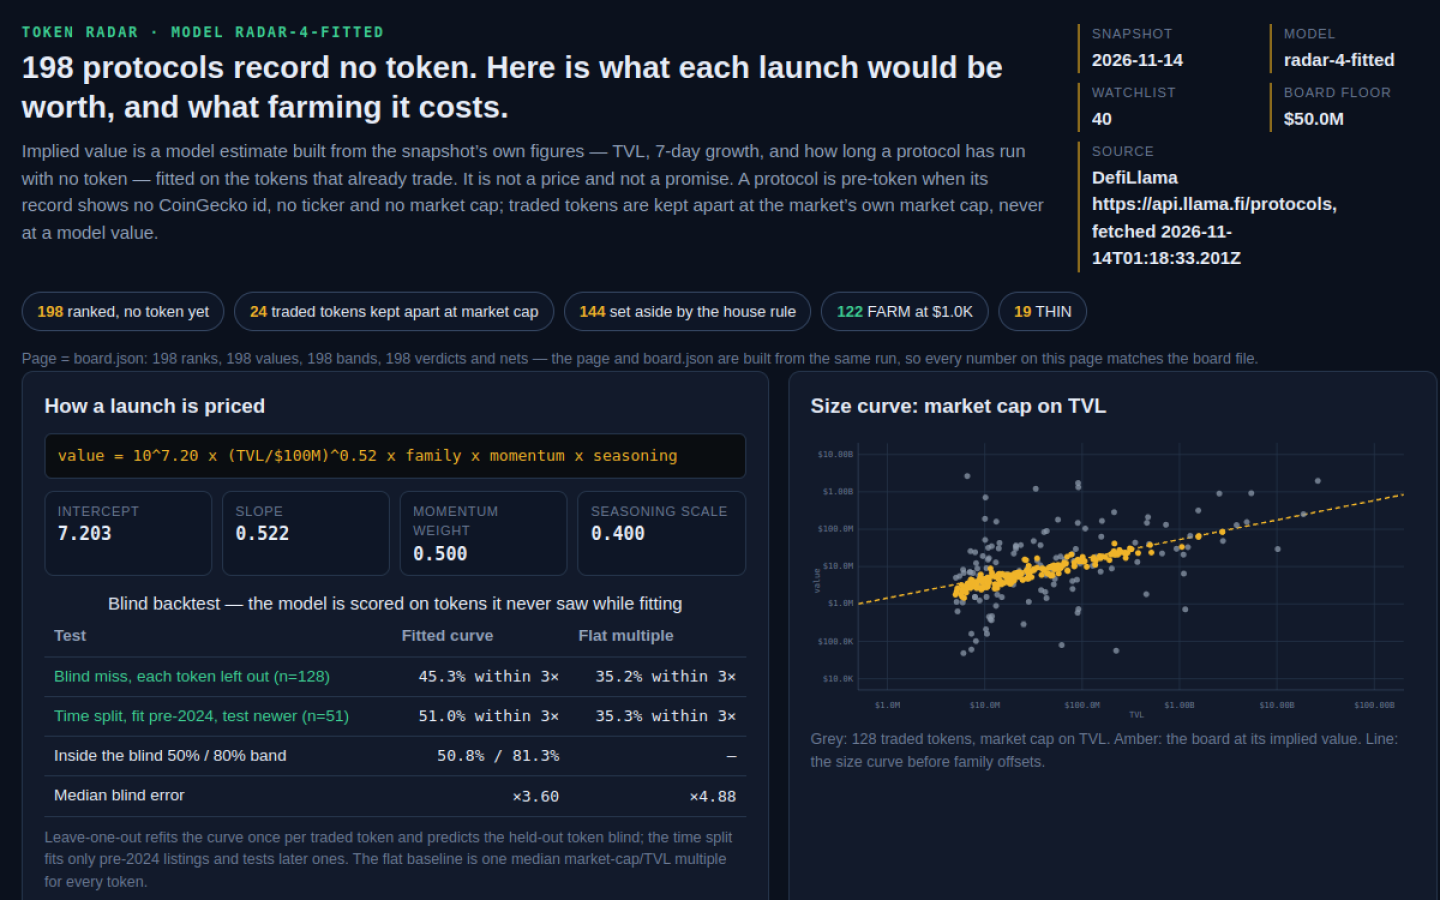 TOKEN RADAR · MODEL RADAR-4-FITTED
198 protocols record no token. Here is what each launch would be
worth, and what farming it costs.
Implied value is a model estimate built from the snapshot’s own figures — TVL, 7-day growth, and how long a protocol has run
with no token — fitted on the tokens that already trade. It is not a price and not a promise. A protocol is pre-token when its
record shows no CoinGecko id, no ticker and no market cap; traded tokens are kept apart at the market’s own market cap, never
at a model value.
SNAPSHOT
2026-11-14
MODEL
radar-4-fitted
WATCHLIST
40
BOARD FLOOR
$50.0M
SOURCE
DefiLlama
https://api.llama.fi/protocols,
fetched 2026-11-
14T01:18:33.201Z
198 ranked, no token yet
24 traded tokens kept apart at market cap
144 set aside by the house rule
122 FARM at $1.0K
19 THIN
Page = board.json: 198 ranks, 198 values, 198 bands, 198 verdicts and nets — the page and board.json are built from the same run, so every number on this page matches the board file.
How a launch is priced
value = 10^7.20 x (TVL/$100M)^0.52 x family x momentum x seasoning
INTERCEPT
7.203
SLOPE
0.522
MOMENTUM
WEIGHT
0.500
SEASONING SCALE
0.400
Blind backtest — the model is scored on tokens it never saw while fitting
Test Fitted curve Flat multiple
Blind miss, each token left out (n=128) 45.3% within 3× 35.2% within 3×
Time split, fit pre-2024, test newer (n=51) 51.0% within 3× 35.3% within 3×
Inside the blind 50% / 80% band 50.8% / 81.3% —
Median blind error ×3.60 ×4.88
Leave-one-out refits the curve once per traded token and predicts the held-out token blind; the time split
fits only pre-2024 listings and tests later ones. The flat baseline is one median market-cap/TVL multiple
for every token.
Size curve: market cap on TVL
$10.00B
$1.00B
$100.0M
$10.0M
$1.0M
$100.0K
$10.0K
value
$1.0M $10.0M $100.0M $1.00B $10.00B $100.00B
TVL
Grey: 128 traded tokens, market cap on TVL. Amber: the board at its implied value. Line:
the size curve before family offsets.